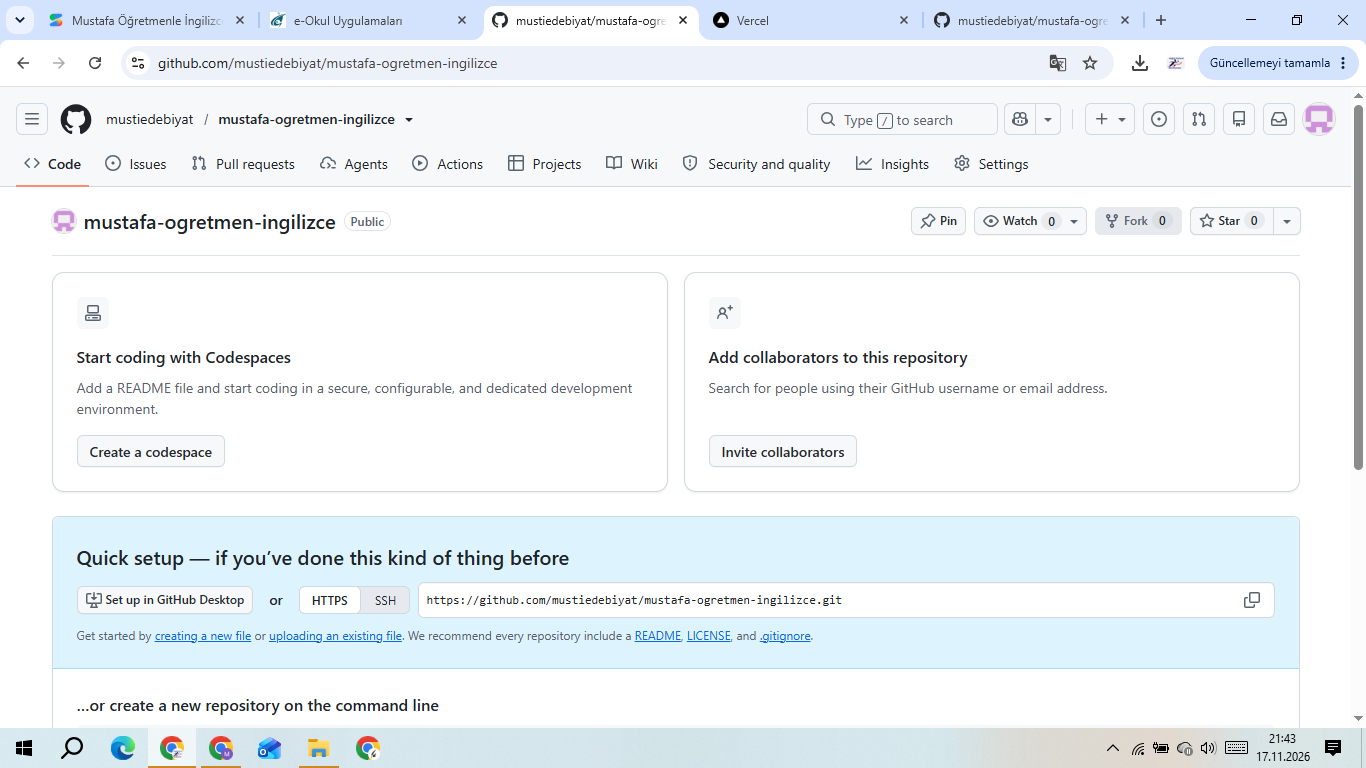 Mustafa Öğretmenle İngilizc
e-Okul Uygulamaları
mustiedebiyat/mustafa-ogre
Vercel
mustiedebiyat/mustafa-ogre
github.com/mustiedebiyat/mustafa-ogretmen-ingilizce
Güncellemeyi tamamla
mustiedebiyat / mustafa-ogretmen-ingilizce
Type / to search
Code
Issues
Pull requests
Agents
Actions
Projects
Wiki
Security and quality
Insights
Settings
mustafa-ogretmen-ingilizce Public
Pin
Watch 0
Fork 0
Star 0
Start coding with Codespaces
Add a README file and start coding in a secure, configurable, and dedicated development
environment.
Create a codespace
Add collaborators to this repository
Search for people using their GitHub username or email address.
Invite collaborators
Quick setup — if you’ve done this kind of thing before
Set up in GitHub Desktop or HTTPS SSH https://github.com/mustiedebiyat/mustafa-ogretmen-ingilizce.git
Get started by creating a new file or uploading an existing file. We recommend every repository include a README, LICENSE, and .gitignore.
...or create a new repository on the command line
21:43
17.11.2026